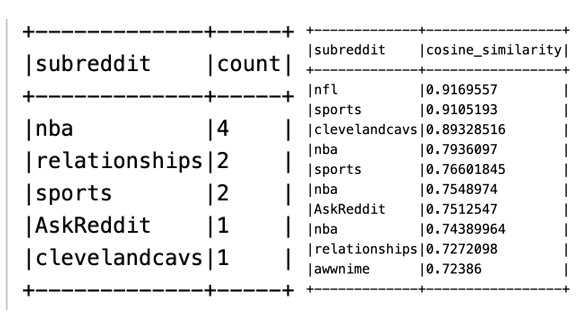 +-------------+-----+
|subreddit    |count|
+-------------+-----+
|nba          |4    |
|relationships|2    |
|sports       |2    |
|AskReddit    |1    |
|clevelandcavs|1    |
+-------------+-----+
+-------------+-----------------+
|subreddit    |cosine_similarity|
+-------------+-----------------+
|nfl          |0.9169557        |
|sports       |0.9105193        |
|clevelandcavs|0.89328516       |
|nba          |0.7936097        |
|sports       |0.76601845       |
|nba          |0.7548974        |
|AskReddit    |0.7512547        |
|nba          |0.74389964       |
|relationships|0.7272098        |
|awwnime      |0.72386          |
+-------------+-----------------+